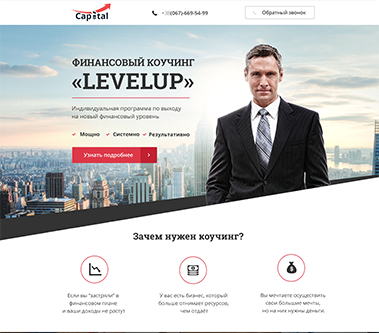 Capital
+38(067)-669-54-99
Обратный звонок
ФИНАНСОВЫЙ КОУЧИНГ
«LEVELUP»
Индивидуальная программа по выходу
на новый финансовый уровень
Мощно Системно Результативно
Узнать подробнее
Зачем нужен коучинг?
Если вы "застряли" в
финансовом плане
и ваши доходы не растут
У вас есть бизнес, который
больше отнимает ресурсов,
чем отдаёт
Вы мечтаете осуществить
свои большие мечты,
но на них нужны деньги.